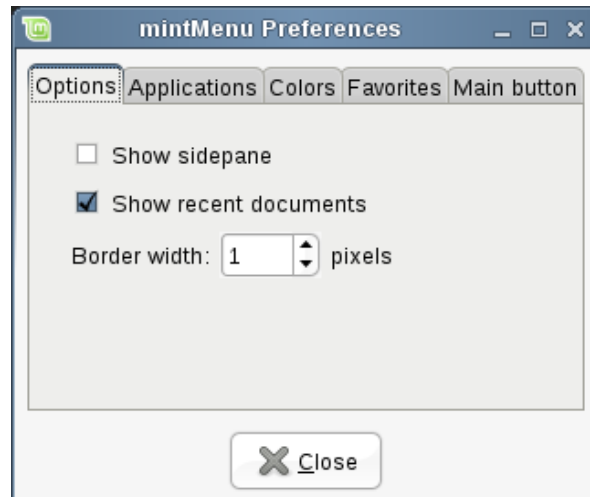 mintMenu Preferences
Options Applications Colors Favorites Main button
Show sidepane
Show recent documents
Border width: 1 pixels
Close